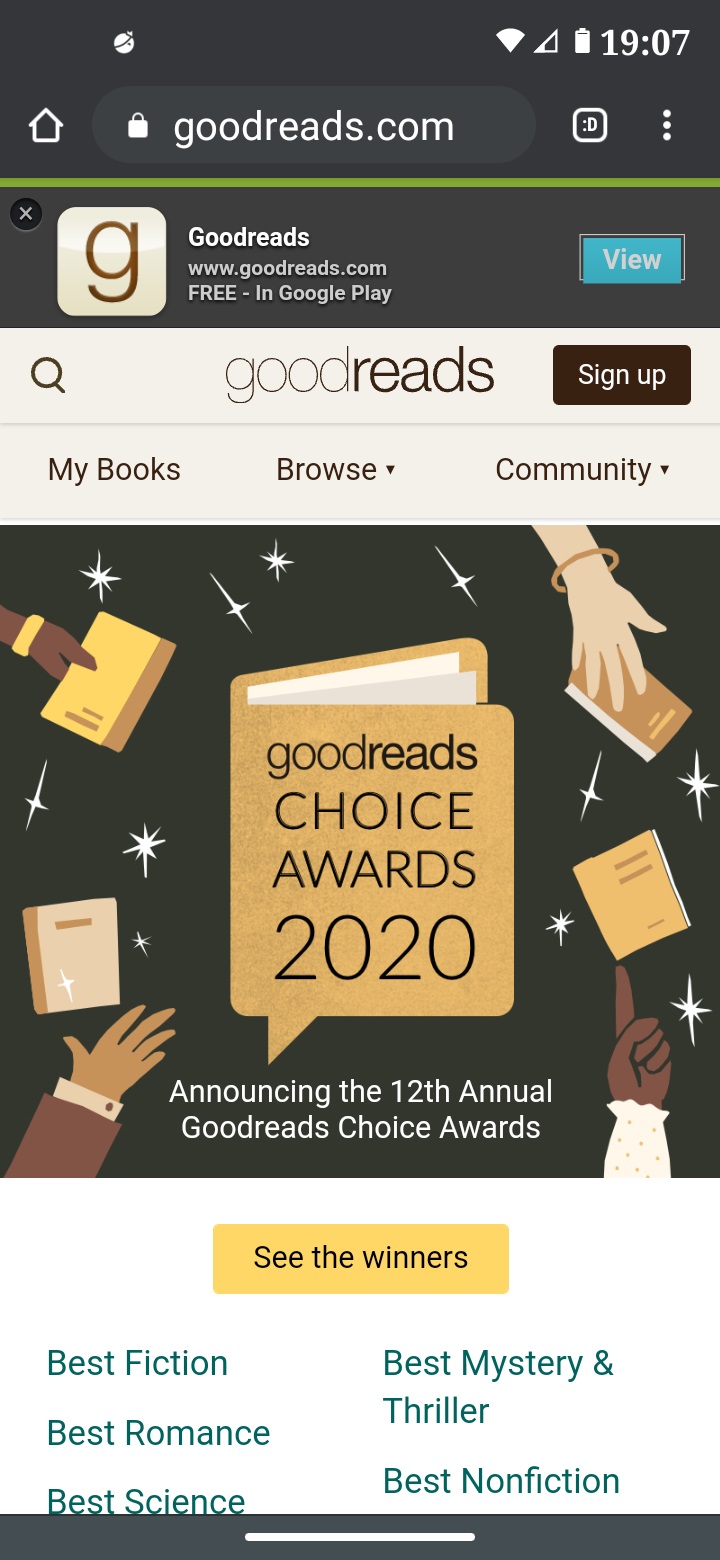 19:07
goodreads.com
:D
g
Goodreads
www.goodreads.com
FREE - In Google Play
View
goodreads
Sign up
My Books
Browse ▾
Community ▾
goodreads
CHOICE
AWARDS
2020
Announcing the 12th Annual
Goodreads Choice Awards
See the winners
Best Fiction
Best Romance
Best Science
Best Mystery &
Thriller
Best Nonfiction